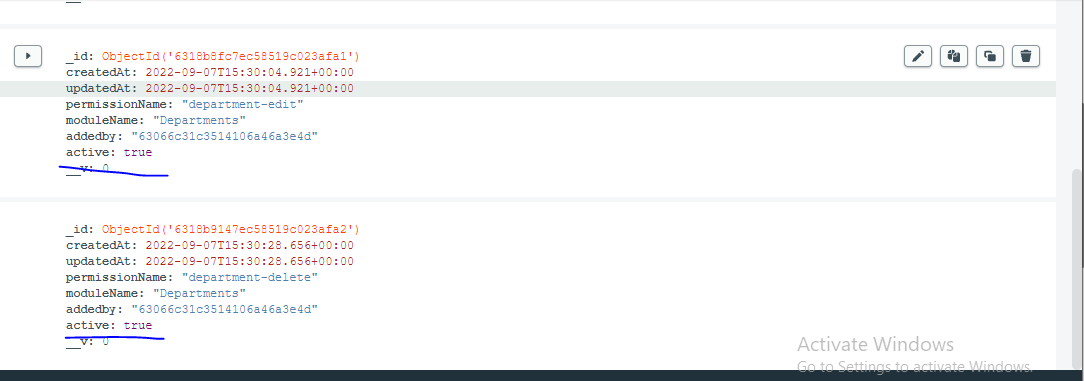 _id: ObjectId('6318b8fc7ec58519c023afa1')
createdAt: 2022-09-07T15:30:04.921+00:00
updatedAt: 2022-09-07T15:30:04.921+00:00
permissionName: "department-edit"
moduleName: "Departments"
addedby: "63066c31c3514106a46a3e4d"
active: true
__v: 0
_id: ObjectId('6318b9147ec58519c023afa2')
createdAt: 2022-09-07T15:30:28.656+00:00
updatedAt: 2022-09-07T15:30:28.656+00:00
permissionName: "department-delete"
moduleName: "Departments"
addedby: "63066c31c3514106a46a3e4d"
active: true
__v: 0
Activate Windows
Go to Settings to activate Windows.